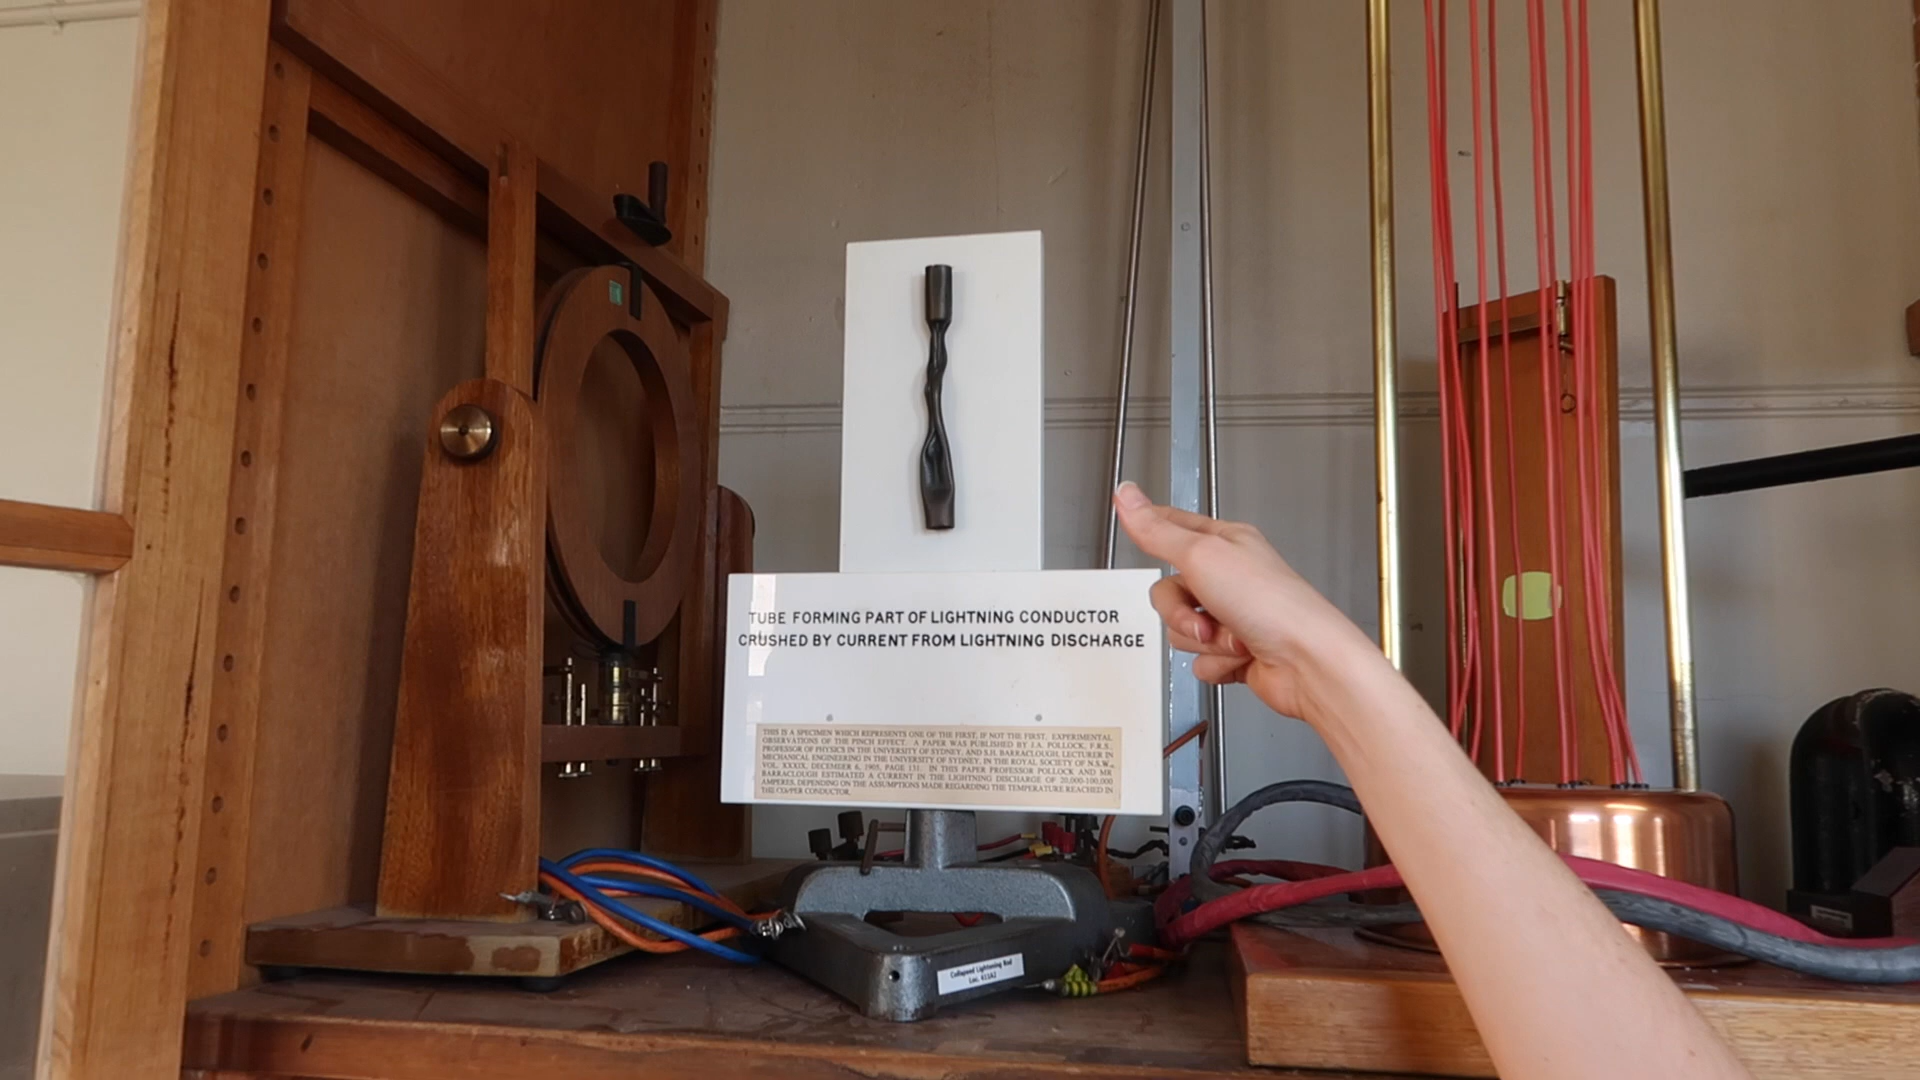 TUBE FORMING PART OF LIGHTNING CONDUCTOR
CRUSHED BY CURRENT FROM LIGHTNING DISCHARGE
THIS IS A SPECIMEN WHICH REPRESENTS ONE OF THE FIRST, IF NOT THE FIRST, EXPERIMENTAL
OBSERVATIONS OF THE PINCH EFFECT. A PAPER WAS PUBLISHED BY J.A. POLLOCK, F.R.S.,
PROFESSOR OF PHYSICS IN THE UNIVERSITY OF SYDNEY, AND S.H. BARRACLOUGH, LECTURER IN
MECHANICAL ENGINEERING IN THE UNIVERSITY OF SYDNEY, IN THE ROYAL SOCIETY OF N.S.W.,
VOL. XXXIX, DECEMBER 6, 1905, PAGE 131. IN THIS PAPER PROFESSOR POLLOCK AND MR
BARRACLOUGH ESTIMATED A CURRENT IN THE LIGHTNING DISCHARGE OF 20,000-100,000
AMPERES, DEPENDING ON THE ASSUMPTIONS MADE REGARDING THE TEMPERATURE REACHED IN
THE COPPER CONDUCTOR.
Collapsed Lightning Rod
Loc.